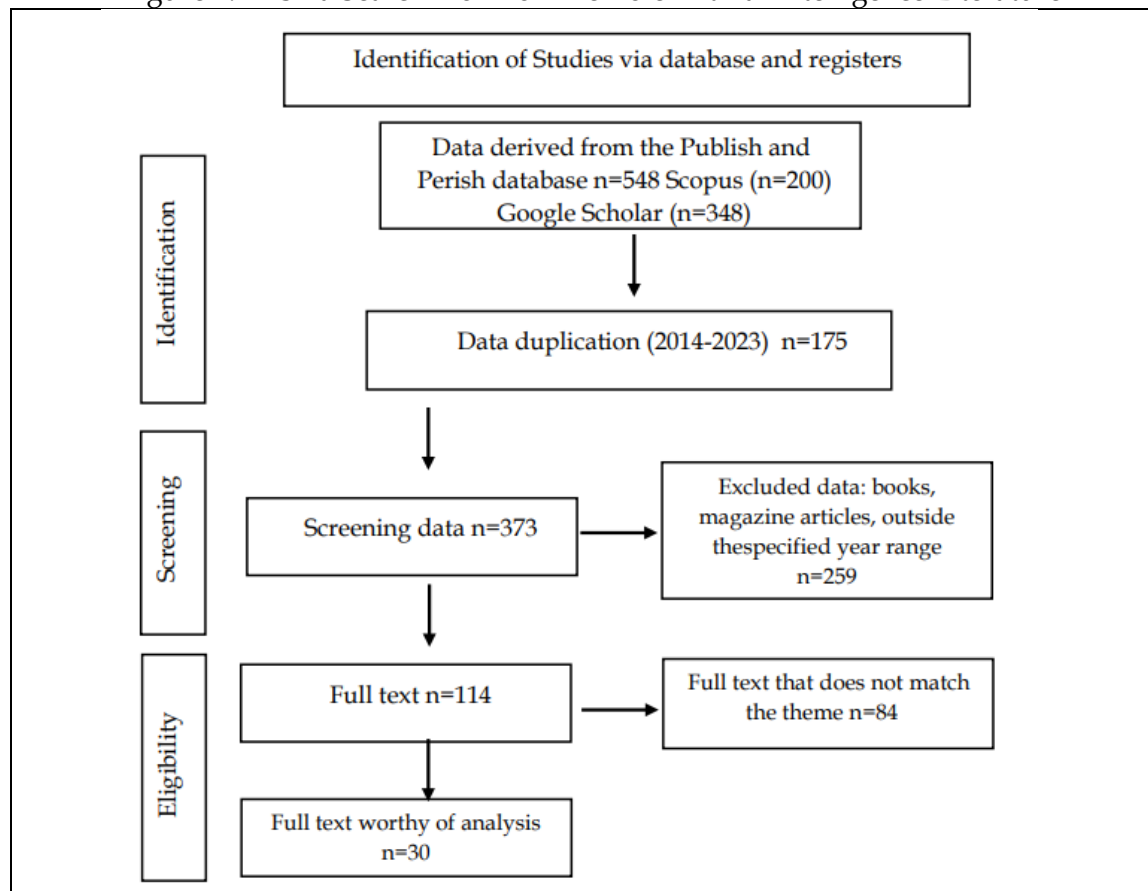 Identification of Studies via database and registers
Identification
Data derived from the Publish and
Perish database n=548 Scopus (n=200)
Google Scholar (n=348)
Data duplication (2014-2023) n=175
Screening
Screening data n=373
Excluded data: books,
magazine articles, outside
thespecified year range
n=259
Eligibility
Full text n=114
Full text that does not match
the theme n=84
Full text worthy of analysis
n=30